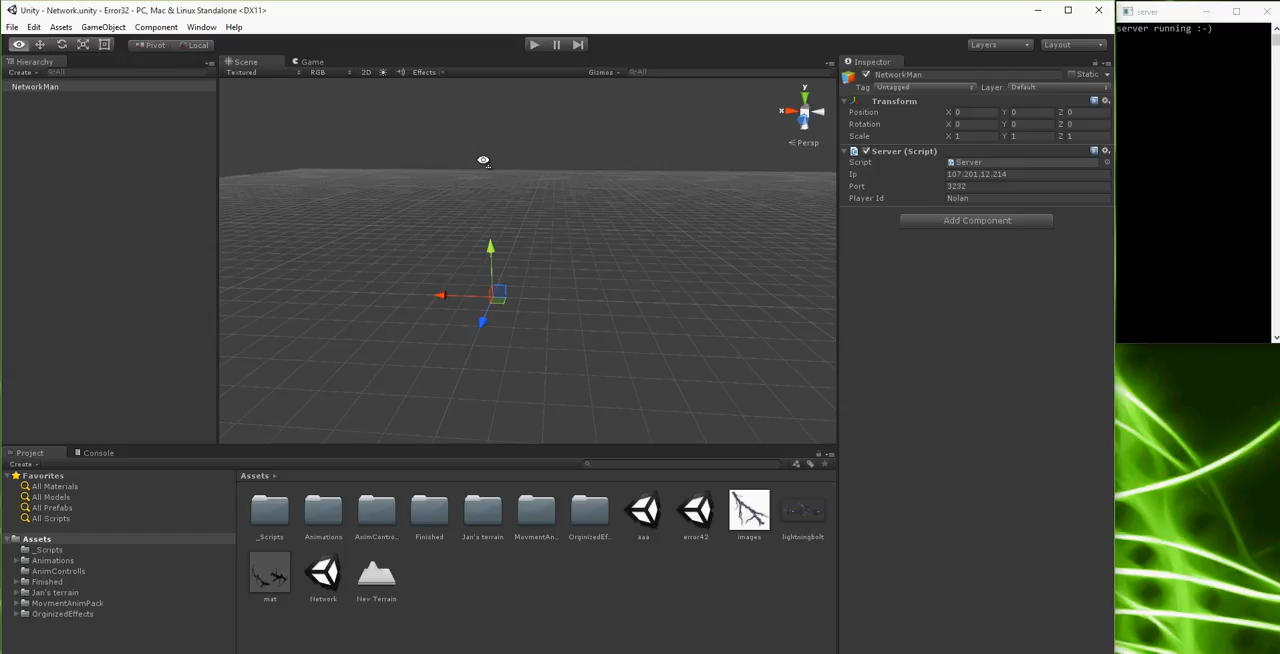 Unity - Network.unity - Error32 - PC, Mac & Linux Standalone <DX11>
File Edit Assets GameObject Component Window Help
Pivot Local
Layers Layout
Hierarchy
Create All
NetworkMan
Scene Game
Textured RGB 2D Effects Gizmos All
y
x
Persp
Inspector
NetworkMan Static
Tag Untagged Layer Default
Transform
Position X 0 Y 0 Z 0
Rotation X 0 Y 0 Z 0
Scale X 1 Y 1 Z 1
Server (Script)
Script Server
Ip 107.201.12.214
Port 3232
Player Id Nolan
Add Component
server
server running :-)
Project Console
Create
Favorites
All Materials
All Models
All Prefabs
All Scripts
Assets
_Scripts
Animations
AnimControlls
Finished
Jan's terrain
MovmentAnimPack
OrginizedEffects
Assets
_Scripts Animations AnimContro... Finished Jan's terrain MovmentAn... OrginizedEf... aaa error42 images lightningbolt
mat Network New Terrain